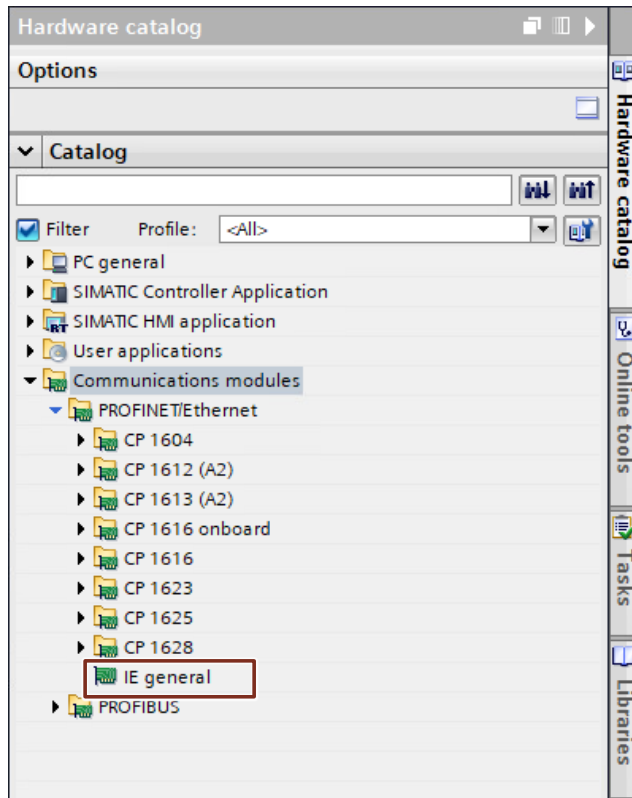 Hardware catalog
Options
Catalog
Filter Profile: <All>
PC general
SIMATIC Controller Application
SIMATIC HMI application
User applications
Communications modules
PROFINET/Ethernet
CP 1604
CP 1612 (A2)
CP 1613 (A2)
CP 1616 onboard
CP 1616
CP 1623
CP 1625
CP 1628
IE general
PROFIBUS
Hardware catalog
Online tools
Tasks
Libraries